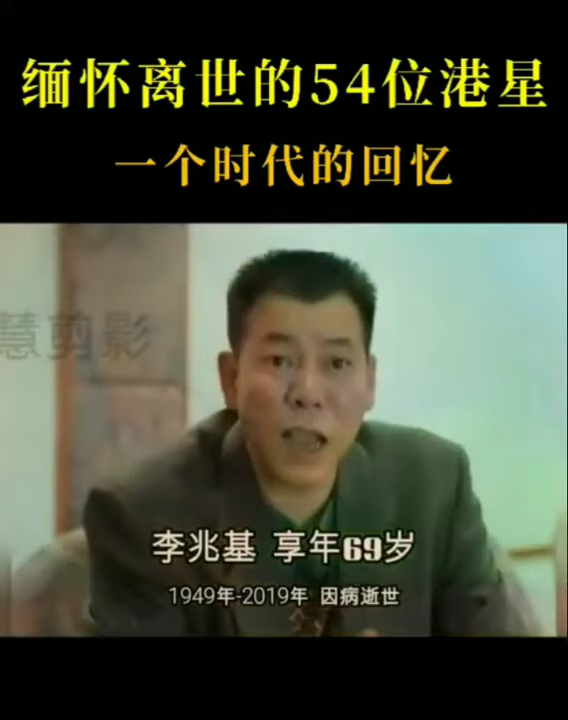 缅怀离世的54位港星
一个时代的回忆
慧剪影
李兆基 享年69岁
1949年-2019年 因病逝世